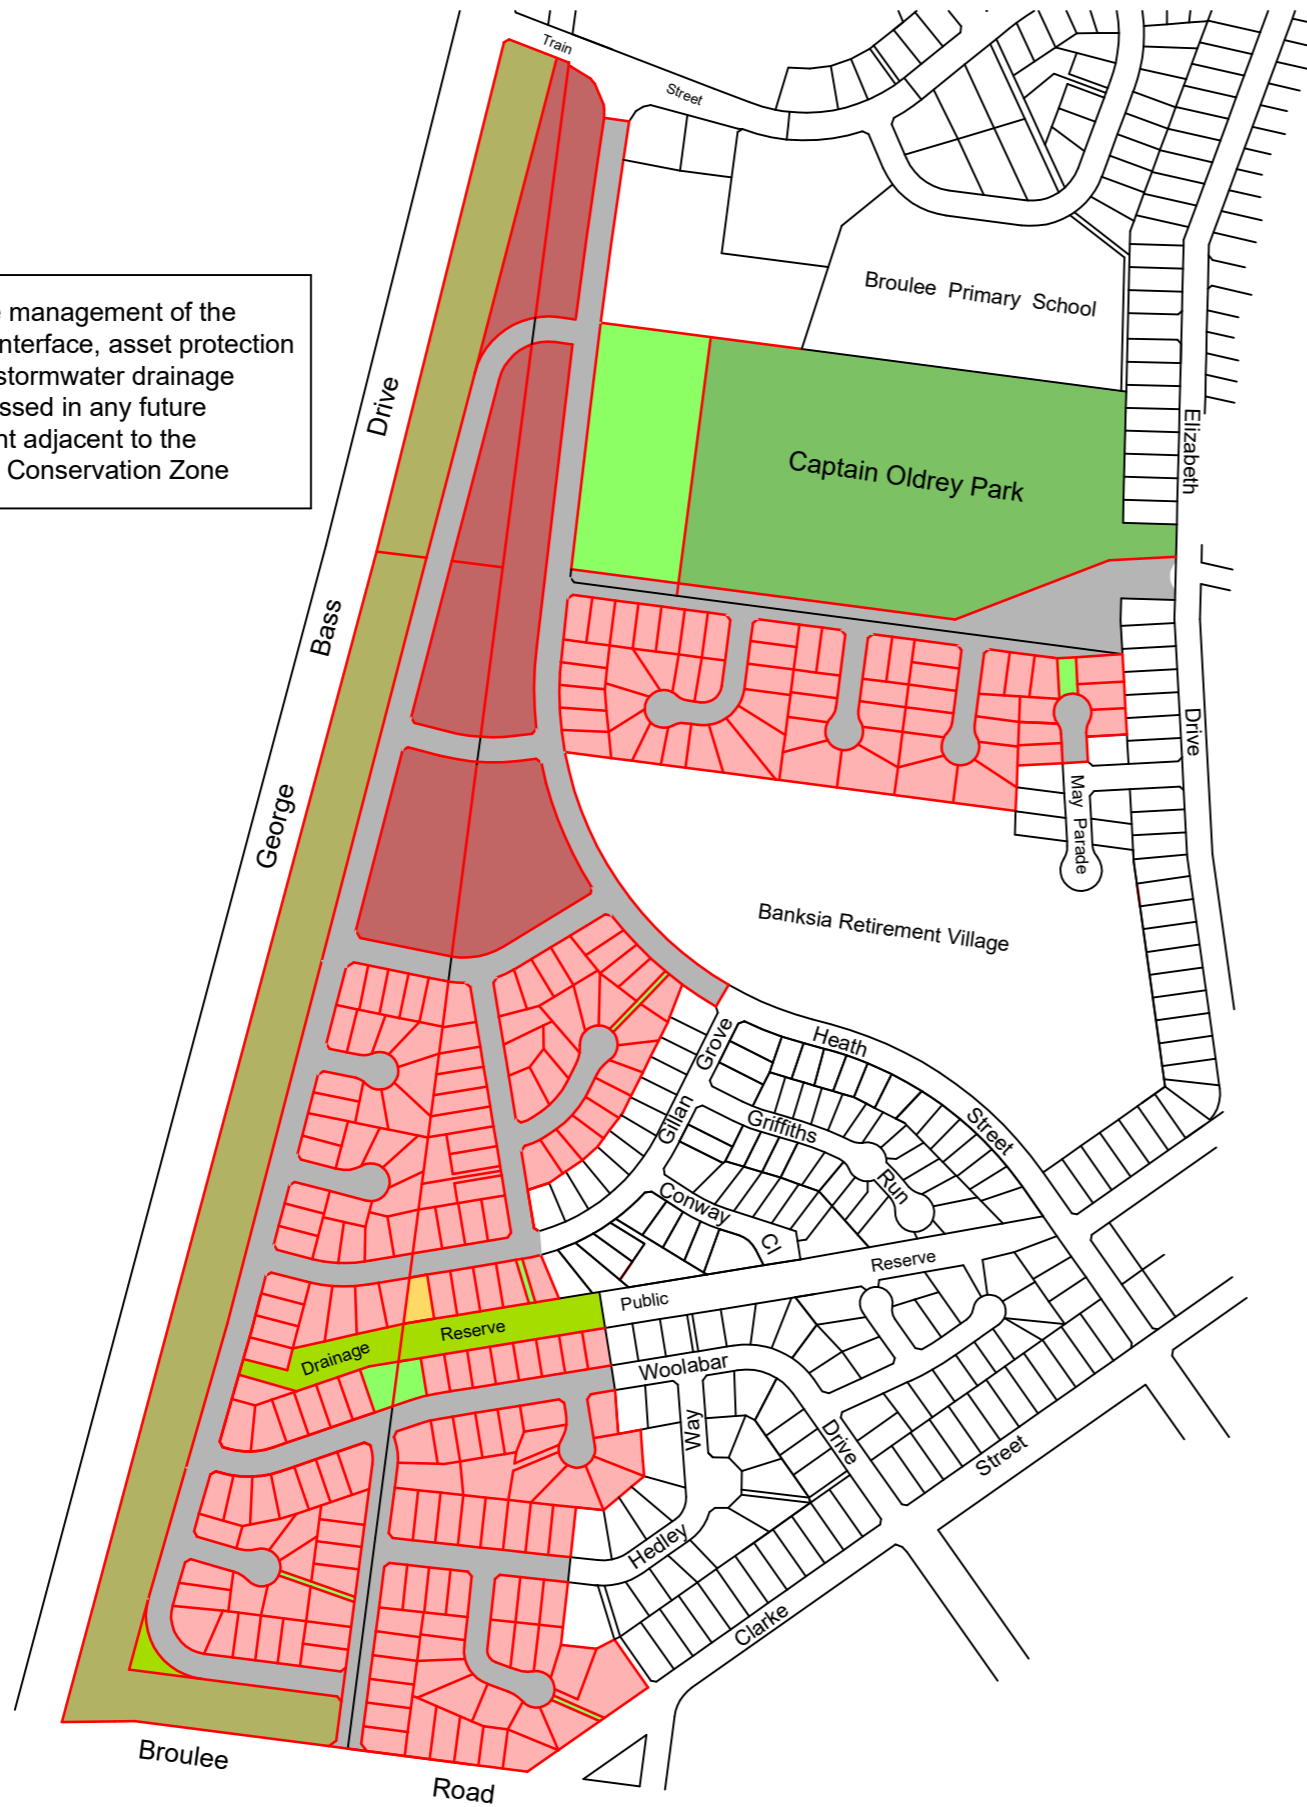 Train
Street
Broulee Primary School
management of the
interface, asset protection
stormwater drainage
in any future
adjacent to the
Conservation Zone
Drive
Bass
George
Captain Oldrey Park
Elizabeth
Drive
May Parade
Banksia Retirement Village
Heath
Street
Gillan Grove
Griffiths
Run
Conway
Cl
Public
Reserve
Drainage
Reserve
Woolabar
Drive
Way
Hedley
Clarke
Street
Broulee
Road